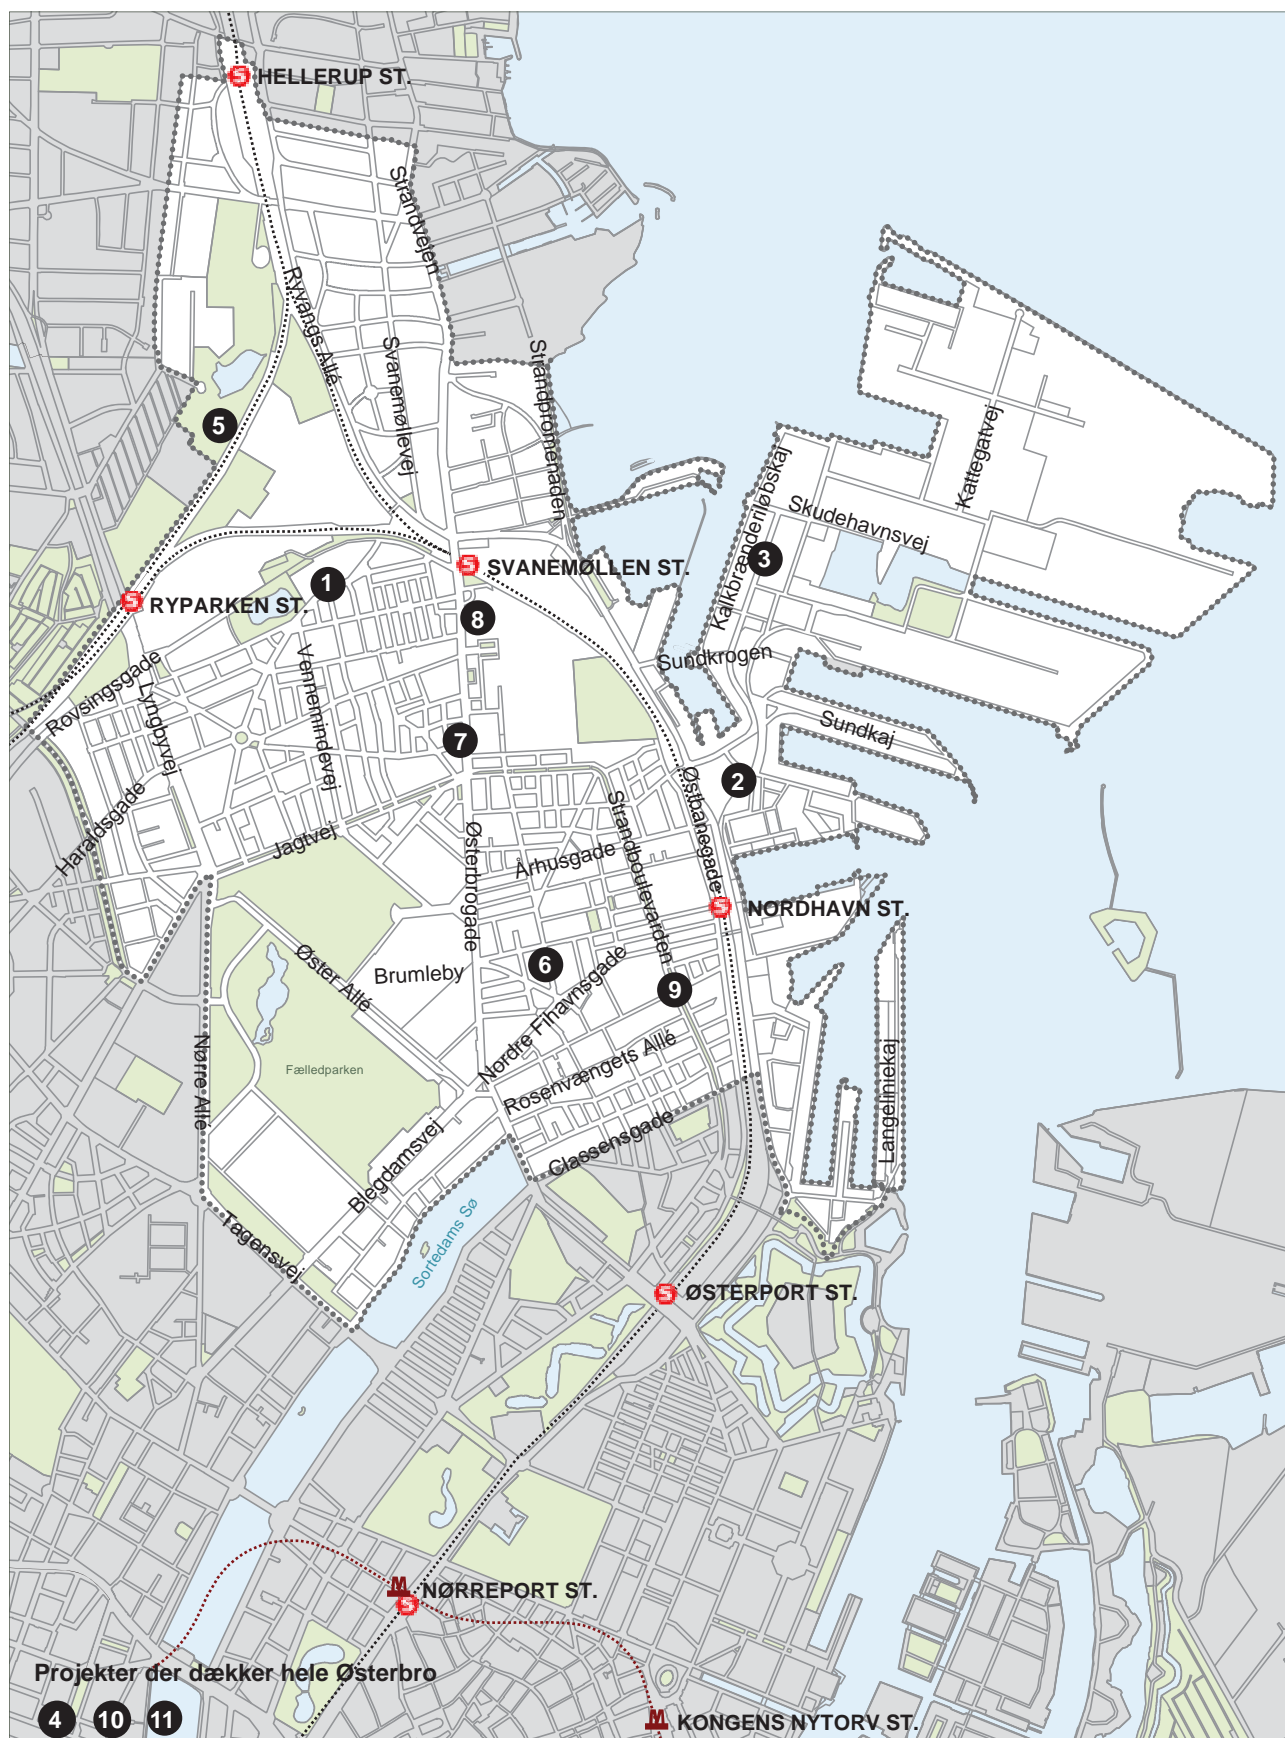 HELLERUP ST.
Strandvejen
Ryvangs Allé
Svanemøllevej
Strandpromenaden
5
Kattegatvej
Kalkbrænderiløbskaj
Skudehavnsvej
3
SVANEMØLLEN ST.
1
RYPARKEN ST.
8
Sundkrogen
Rovsingsgade
Lyngbyvej
Vennemindevej
Sundkaj
7
2
Østbanegade
Haraldsgade
Jagtvej
Østerbrogade
Århusgade
Strandboulevarden
NORDHAVN ST.
Øster Allé
Brumleby
6
Nordre Fihavnsgade
9
Nørre Allé
Fælledparken
Rosenvængets Allé
Langeliniekaj
Classensgade
Blegdamsvej
Tagensvej
Sortedams Sø
ØSTERPORT ST.
M
NØRREPORT ST.
Projekter der dækker hele Østerbro
4 10 11
M
KONGENS NYTORV ST.